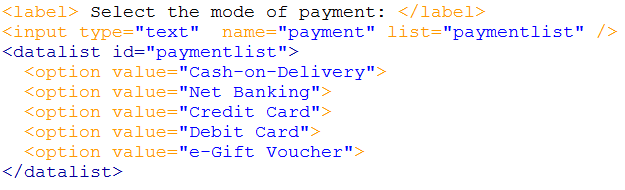 <label> Select the mode of payment: </label>
<input type="text"  name="payment" list="paymentlist" />
<datalist id="paymentlist">
  <option value="Cash-on-Delivery">
  <option value="Net Banking">
  <option value="Credit Card">
  <option value="Debit Card">
  <option value="e-Gift Voucher">
</datalist>